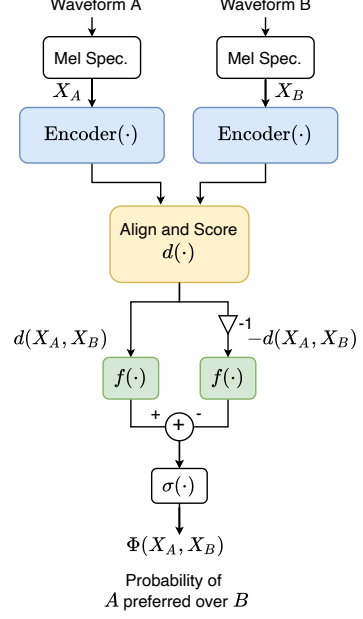 Waveform A Waveform B
Mel Spec. Mel Spec.
X_A X_B
Encoder(·) Encoder(·)
Align and Score
d(·)
-1
d(X_A, X_B) −d(X_A, X_B)
f(·) f(·)
+ -
+
σ(·)
Φ(X_A, X_B)
Probability of
A preferred over B